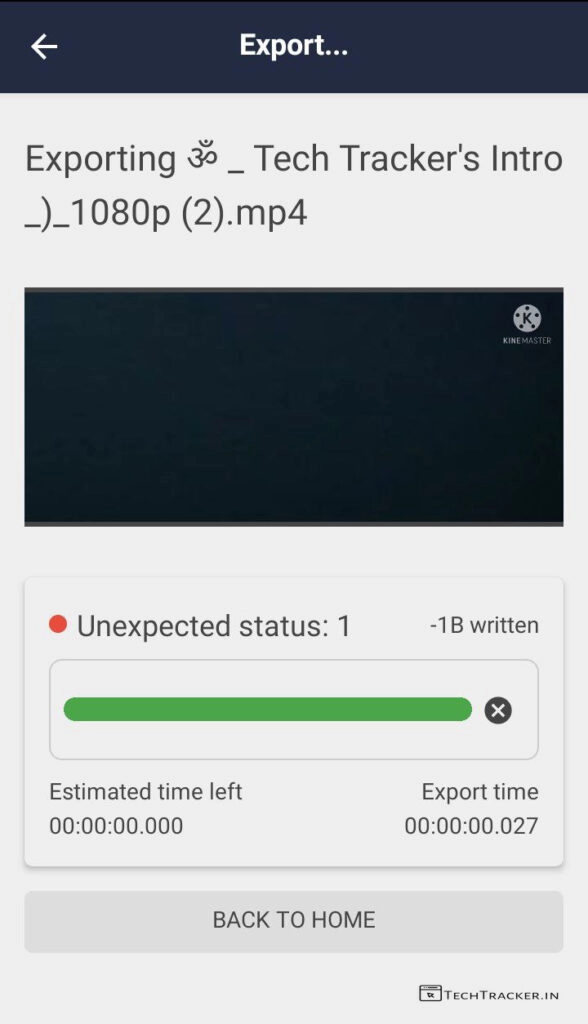 Export...
Exporting ॐ _ Tech Tracker's Intro
_)_1080p (2).mp4
K
KINEMASTER
Unexpected status: 1
-1B written
Estimated time left
Export time
00:00:00.000
00:00:00.027
BACK TO HOME
TECHTRACKER.IN